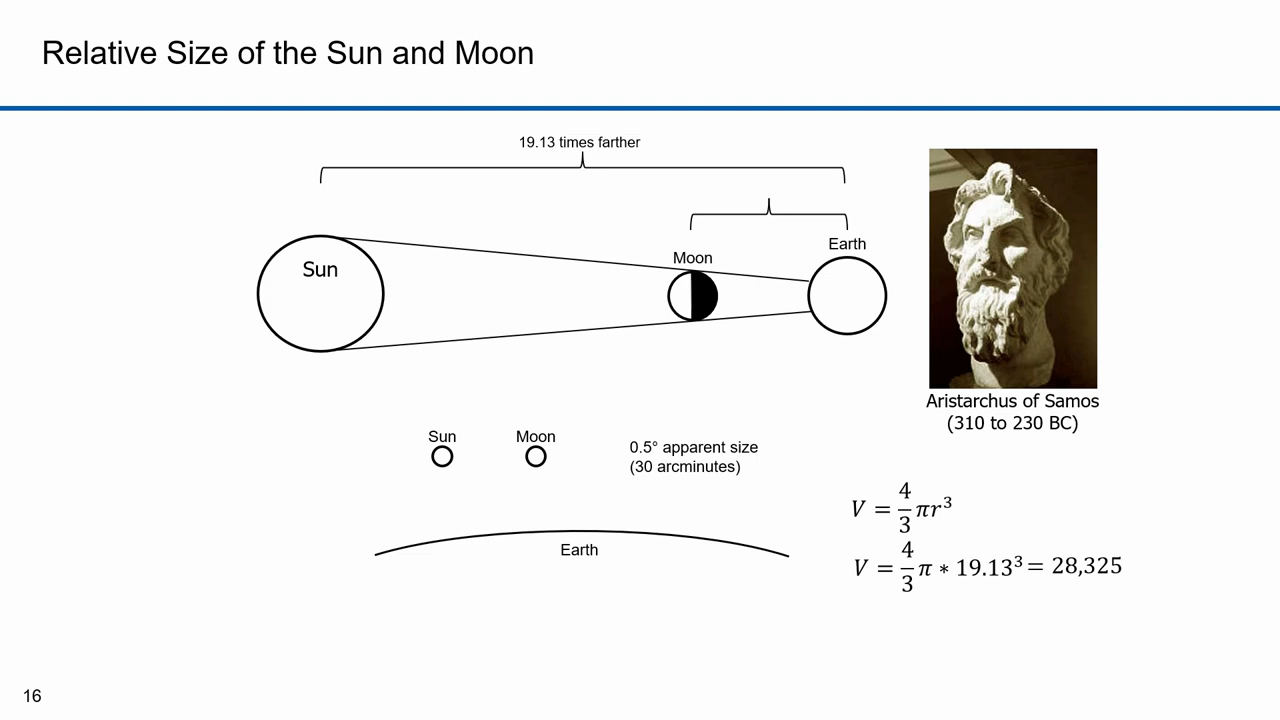 Relative Size of the Sun and Moon
19.13 times farther
Earth
Moon
Sun
Aristarchus of Samos
(310 to 230 BC)
Sun
Moon
0.5° apparent size
(30 arcminutes)
V = 4/3 πr³
Earth
V = 4/3 π * 19.13³ = 28,325
16